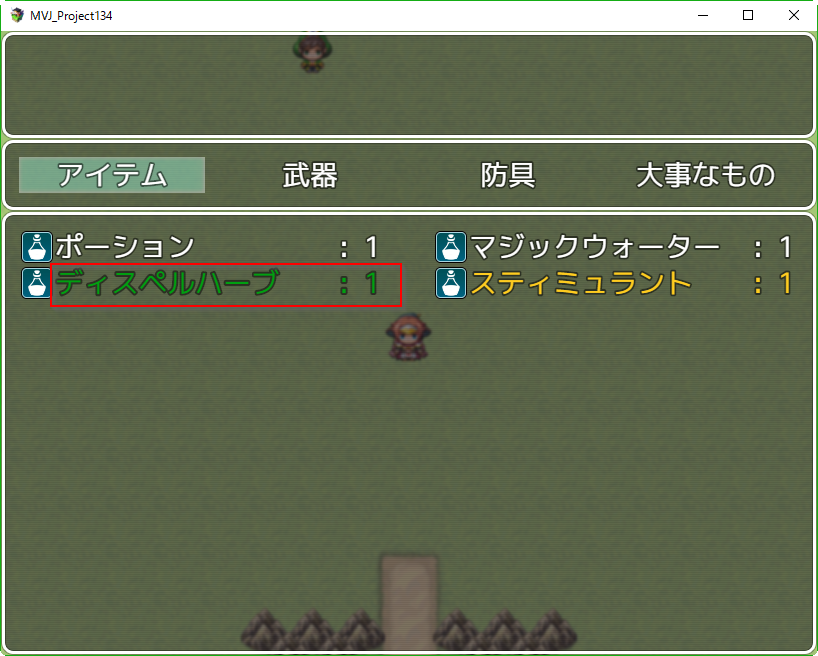 MVJ_Project134
アイテム 武器 防具 大事なもの
ポーション : 1 マジックウォーター : 1
ディスペルハーブ : 1 スティミュラント : 1